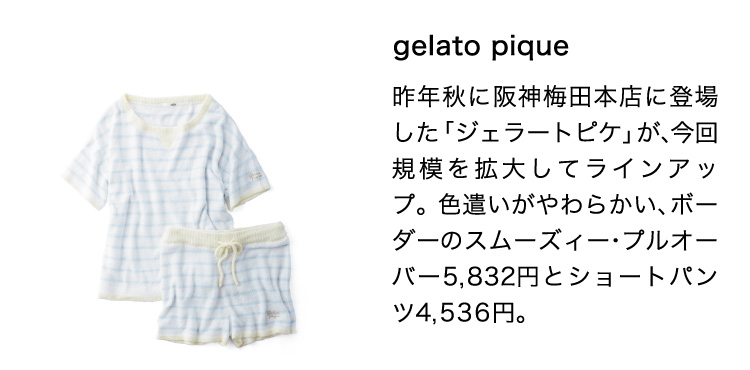 gelato pique
昨年秋に阪神梅田本店に登場
した「ジェラートピケ」が、今回
規模を拡大してラインアッ
プ。色遣いがやわらかい、ボー
ダーのスムーズィー・プルオー
バー5,832円とショートパン
ツ4,536円。